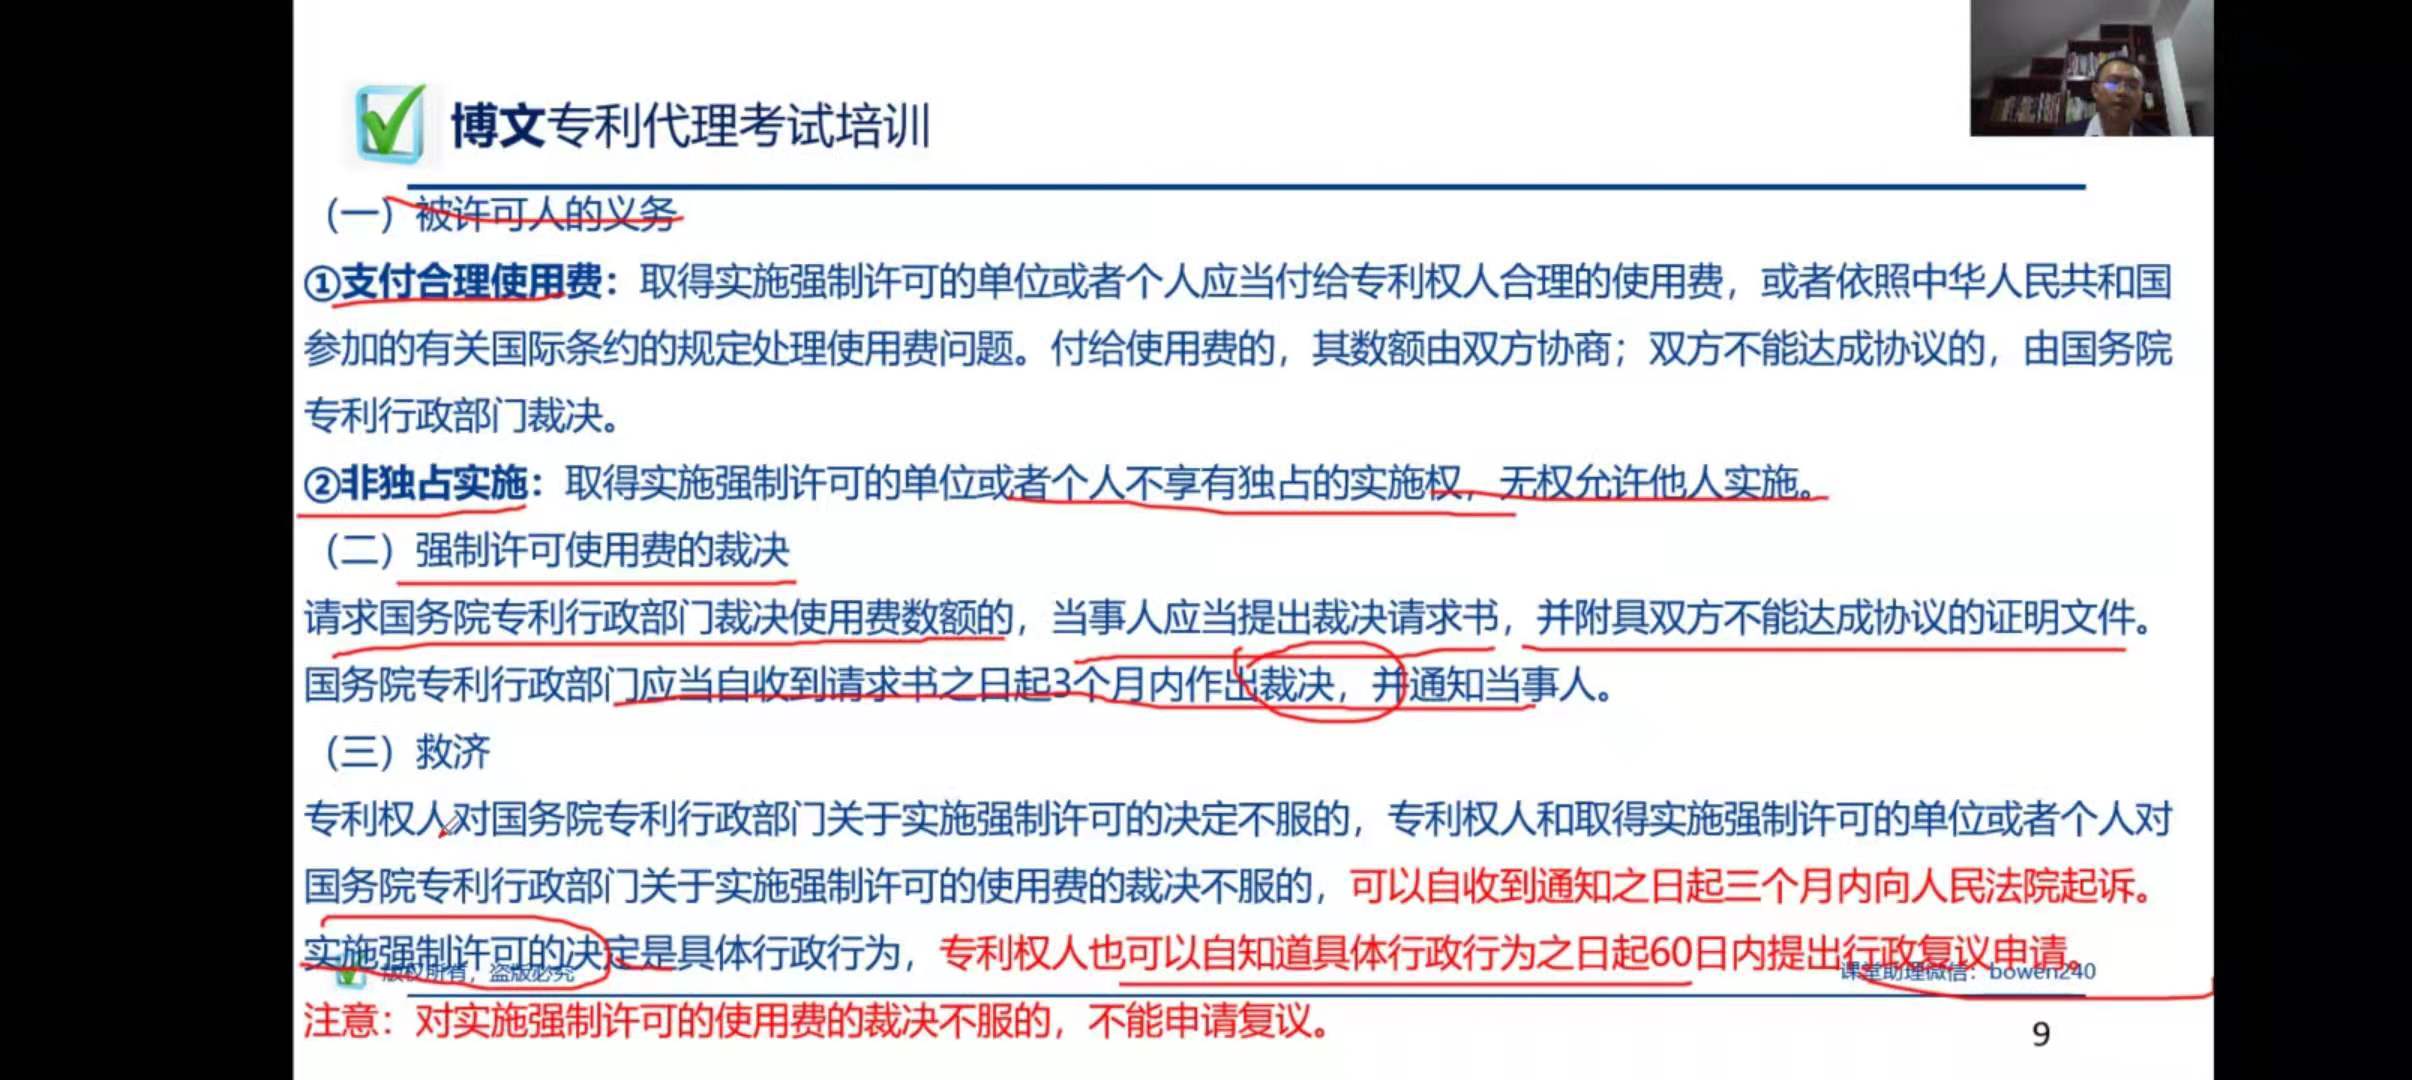 博文专利代理考试培训
（一）被许可人的义务
①支付合理使用费：取得实施强制许可的单位或者个人应当付给专利权人合理的使用费，或者依照中华人民共和国
参加的有关国际条约的规定处理使用费问题。付给使用费的，其数额由双方协商；双方不能达成协议的，由国务院
专利行政部门裁决。
②非独占实施：取得实施强制许可的单位或者个人不享有独占的实施权，无权允许他人实施。
（二）强制许可使用费的裁决
请求国务院专利行政部门裁决使用费数额的，当事人应当提出裁决请求书，并附具双方不能达成协议的证明文件。
国务院专利行政部门应当自收到请求书之日起3个月内作出裁决，并通知当事人。
（三）救济
专利权人对国务院专利行政部门关于实施强制许可的决定不服的，专利权人和取得实施强制许可的单位或者个人对
国务院专利行政部门关于实施强制许可的使用费的裁决不服的，可以自收到通知之日起三个月内向人民法院起诉。
实施强制许可的决定是具体行政行为，专利权人也可以自知道具体行政行为之日起60日内提出行政复议申请。
版权所有，盗版必究
课堂助理微信：bowen240
注意：对实施强制许可的使用费的裁决不服的，不能申请复议。
9